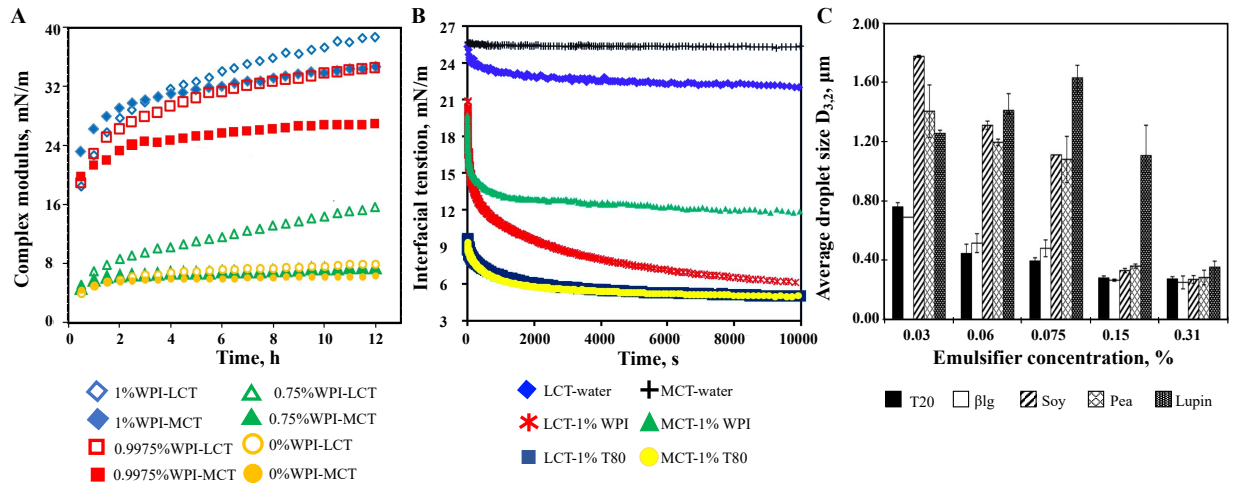 A
Complex modulus, mN/m
40
32
24
16
8
0
0 2 4 6 8 10 12
Time, h
1%WPI-LCT
0.75%WPI-LCT
1%WPI-MCT
0.75%WPI-MCT
0.9975%WPI-LCT
0%WPI-LCT
0.9975%WPI-MCT
0%WPI-MCT
B
Interfacial tenstion, mN/m
27
24
21
18
15
12
9
6
3
0 2000 4000 6000 8000 10000
Time, s
LCT-water
MCT-water
LCT-1% WPI
MCT-1% WPI
LCT-1% T80
MCT-1% T80
C
Average droplet size D3,2, μm
1.60
1.20
0.80
0.40
0.00
0.03 0.06 0.075 0.15 0.31
Emulsifier concentration, %
T20 βlg Soy Pea Lupin